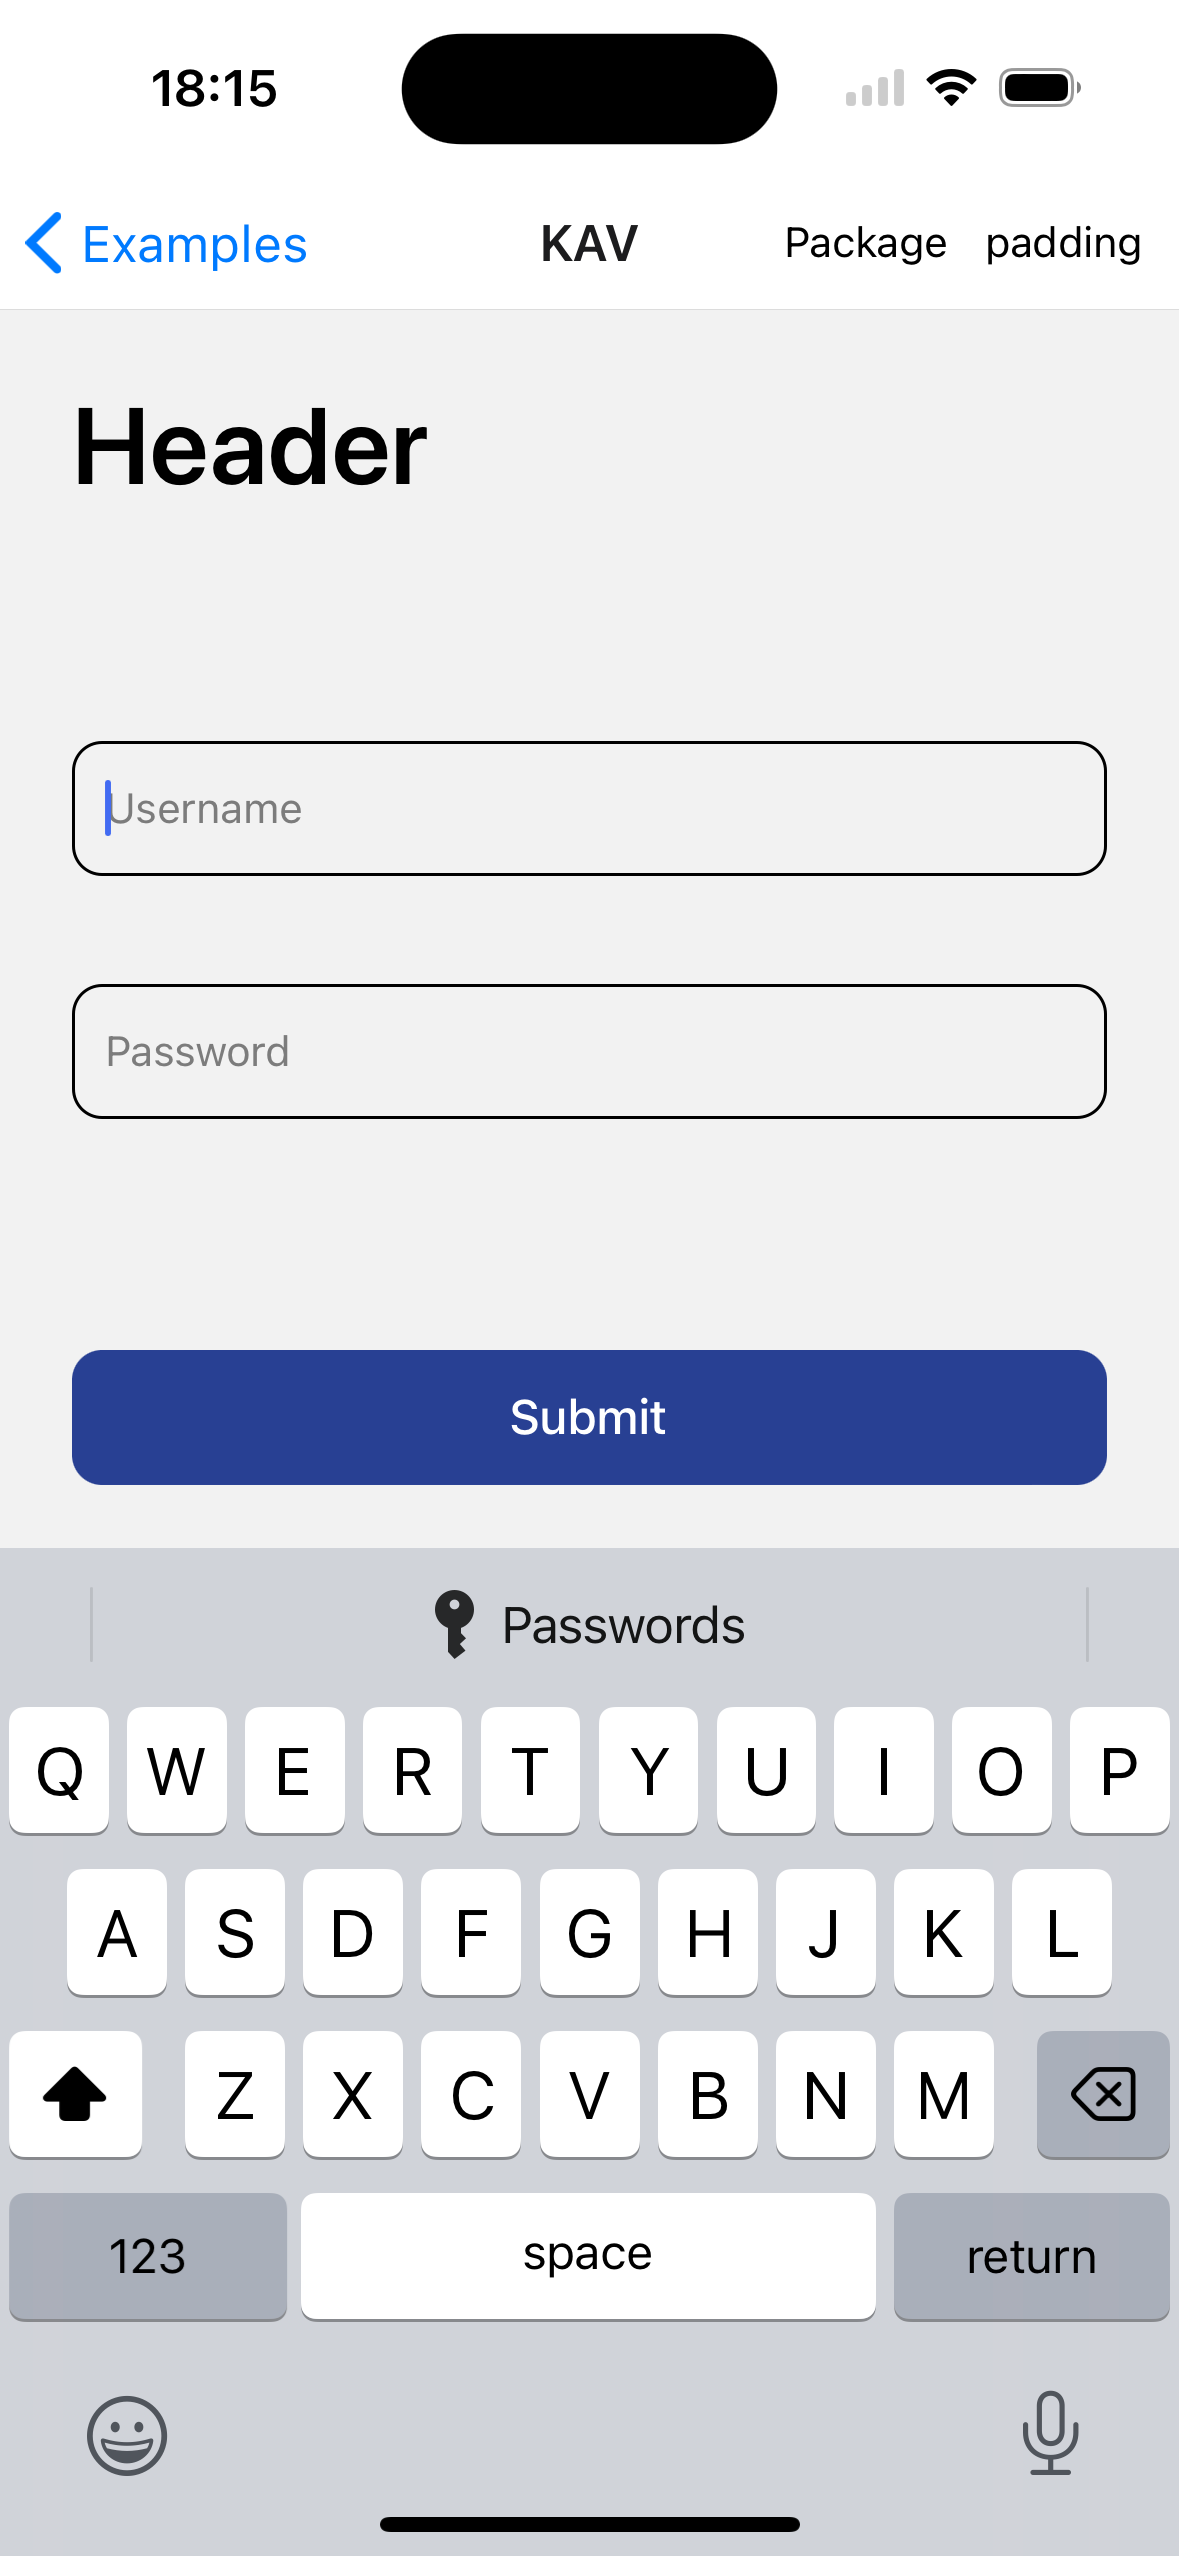 18:15
Examples KAV Package padding
Header
Username
Password
Submit
Passwords
Q W E R T Y U I O P
A S D F G H J K L
Z X C V B N M
123 space return